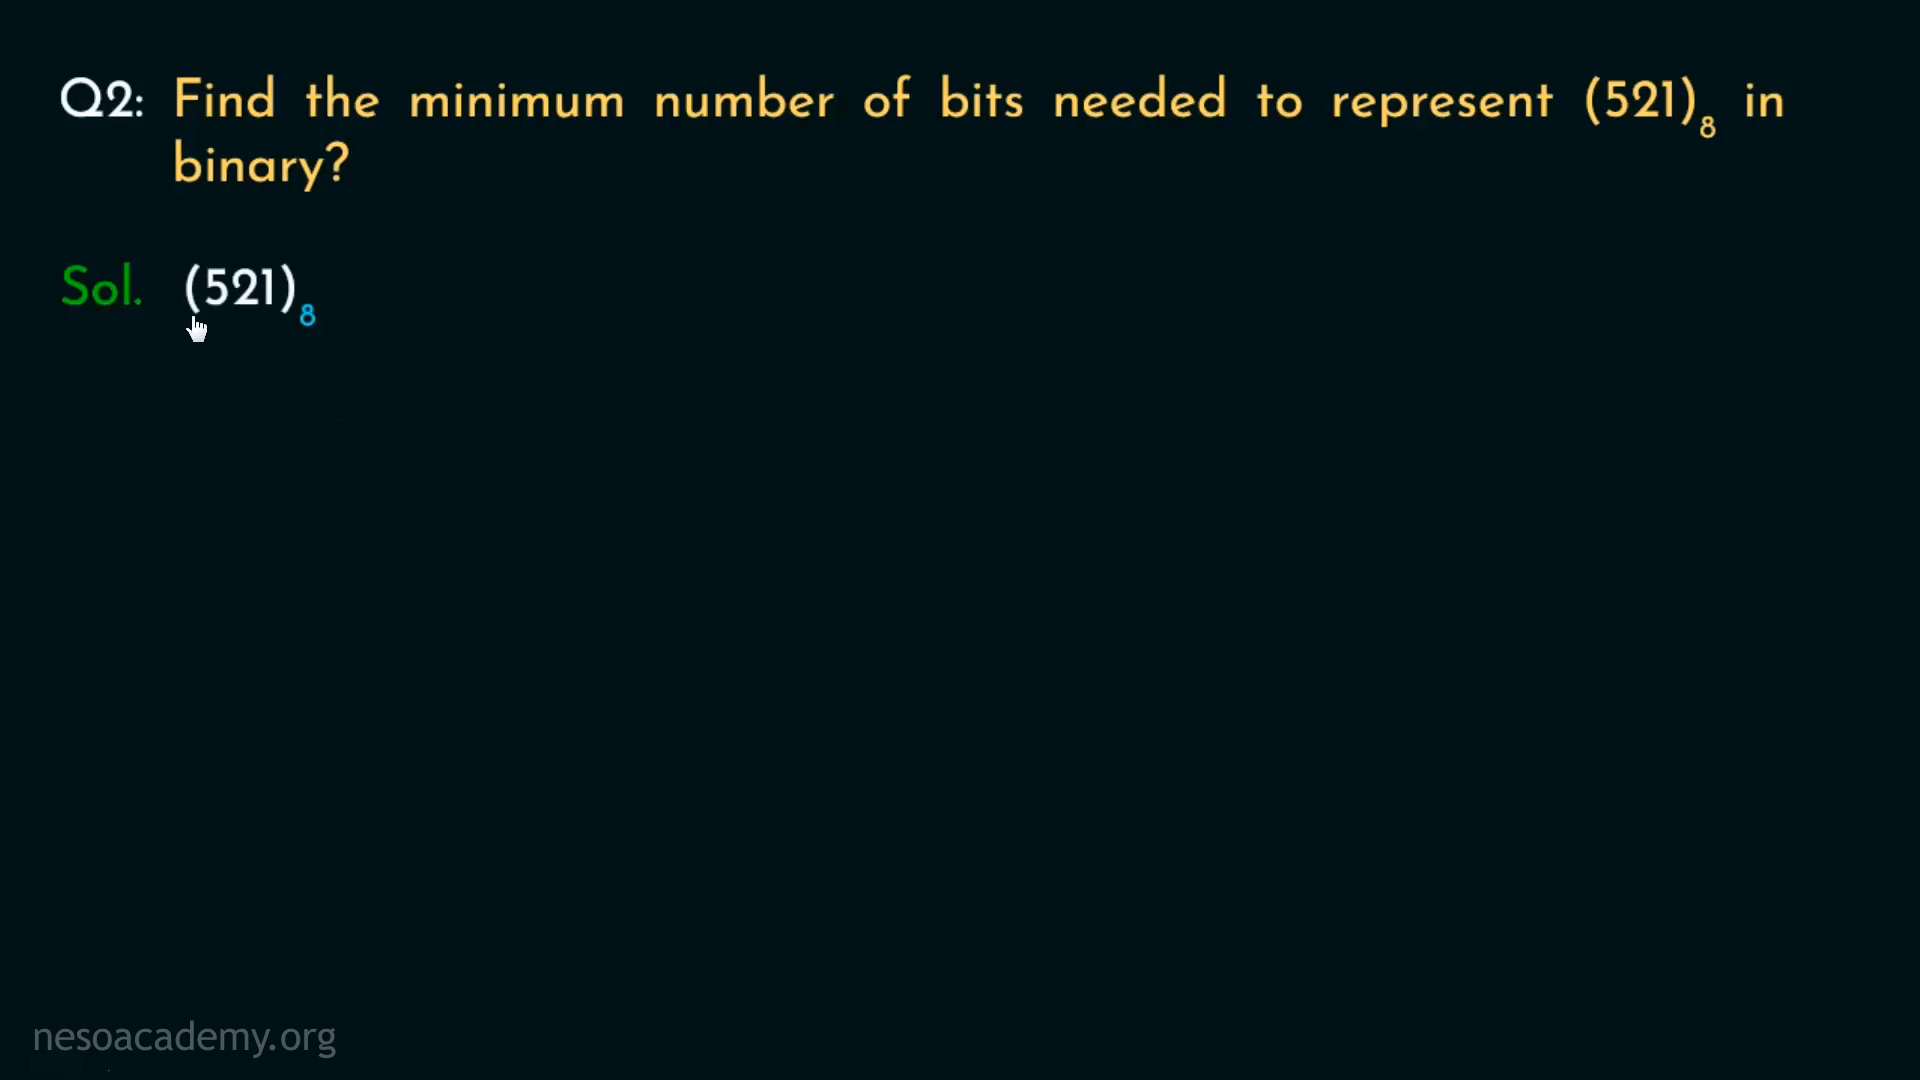 Q2: Find the minimum number of bits needed to represent (521)₈ in
binary?
Sol. (521)₈
nesoacademy.org